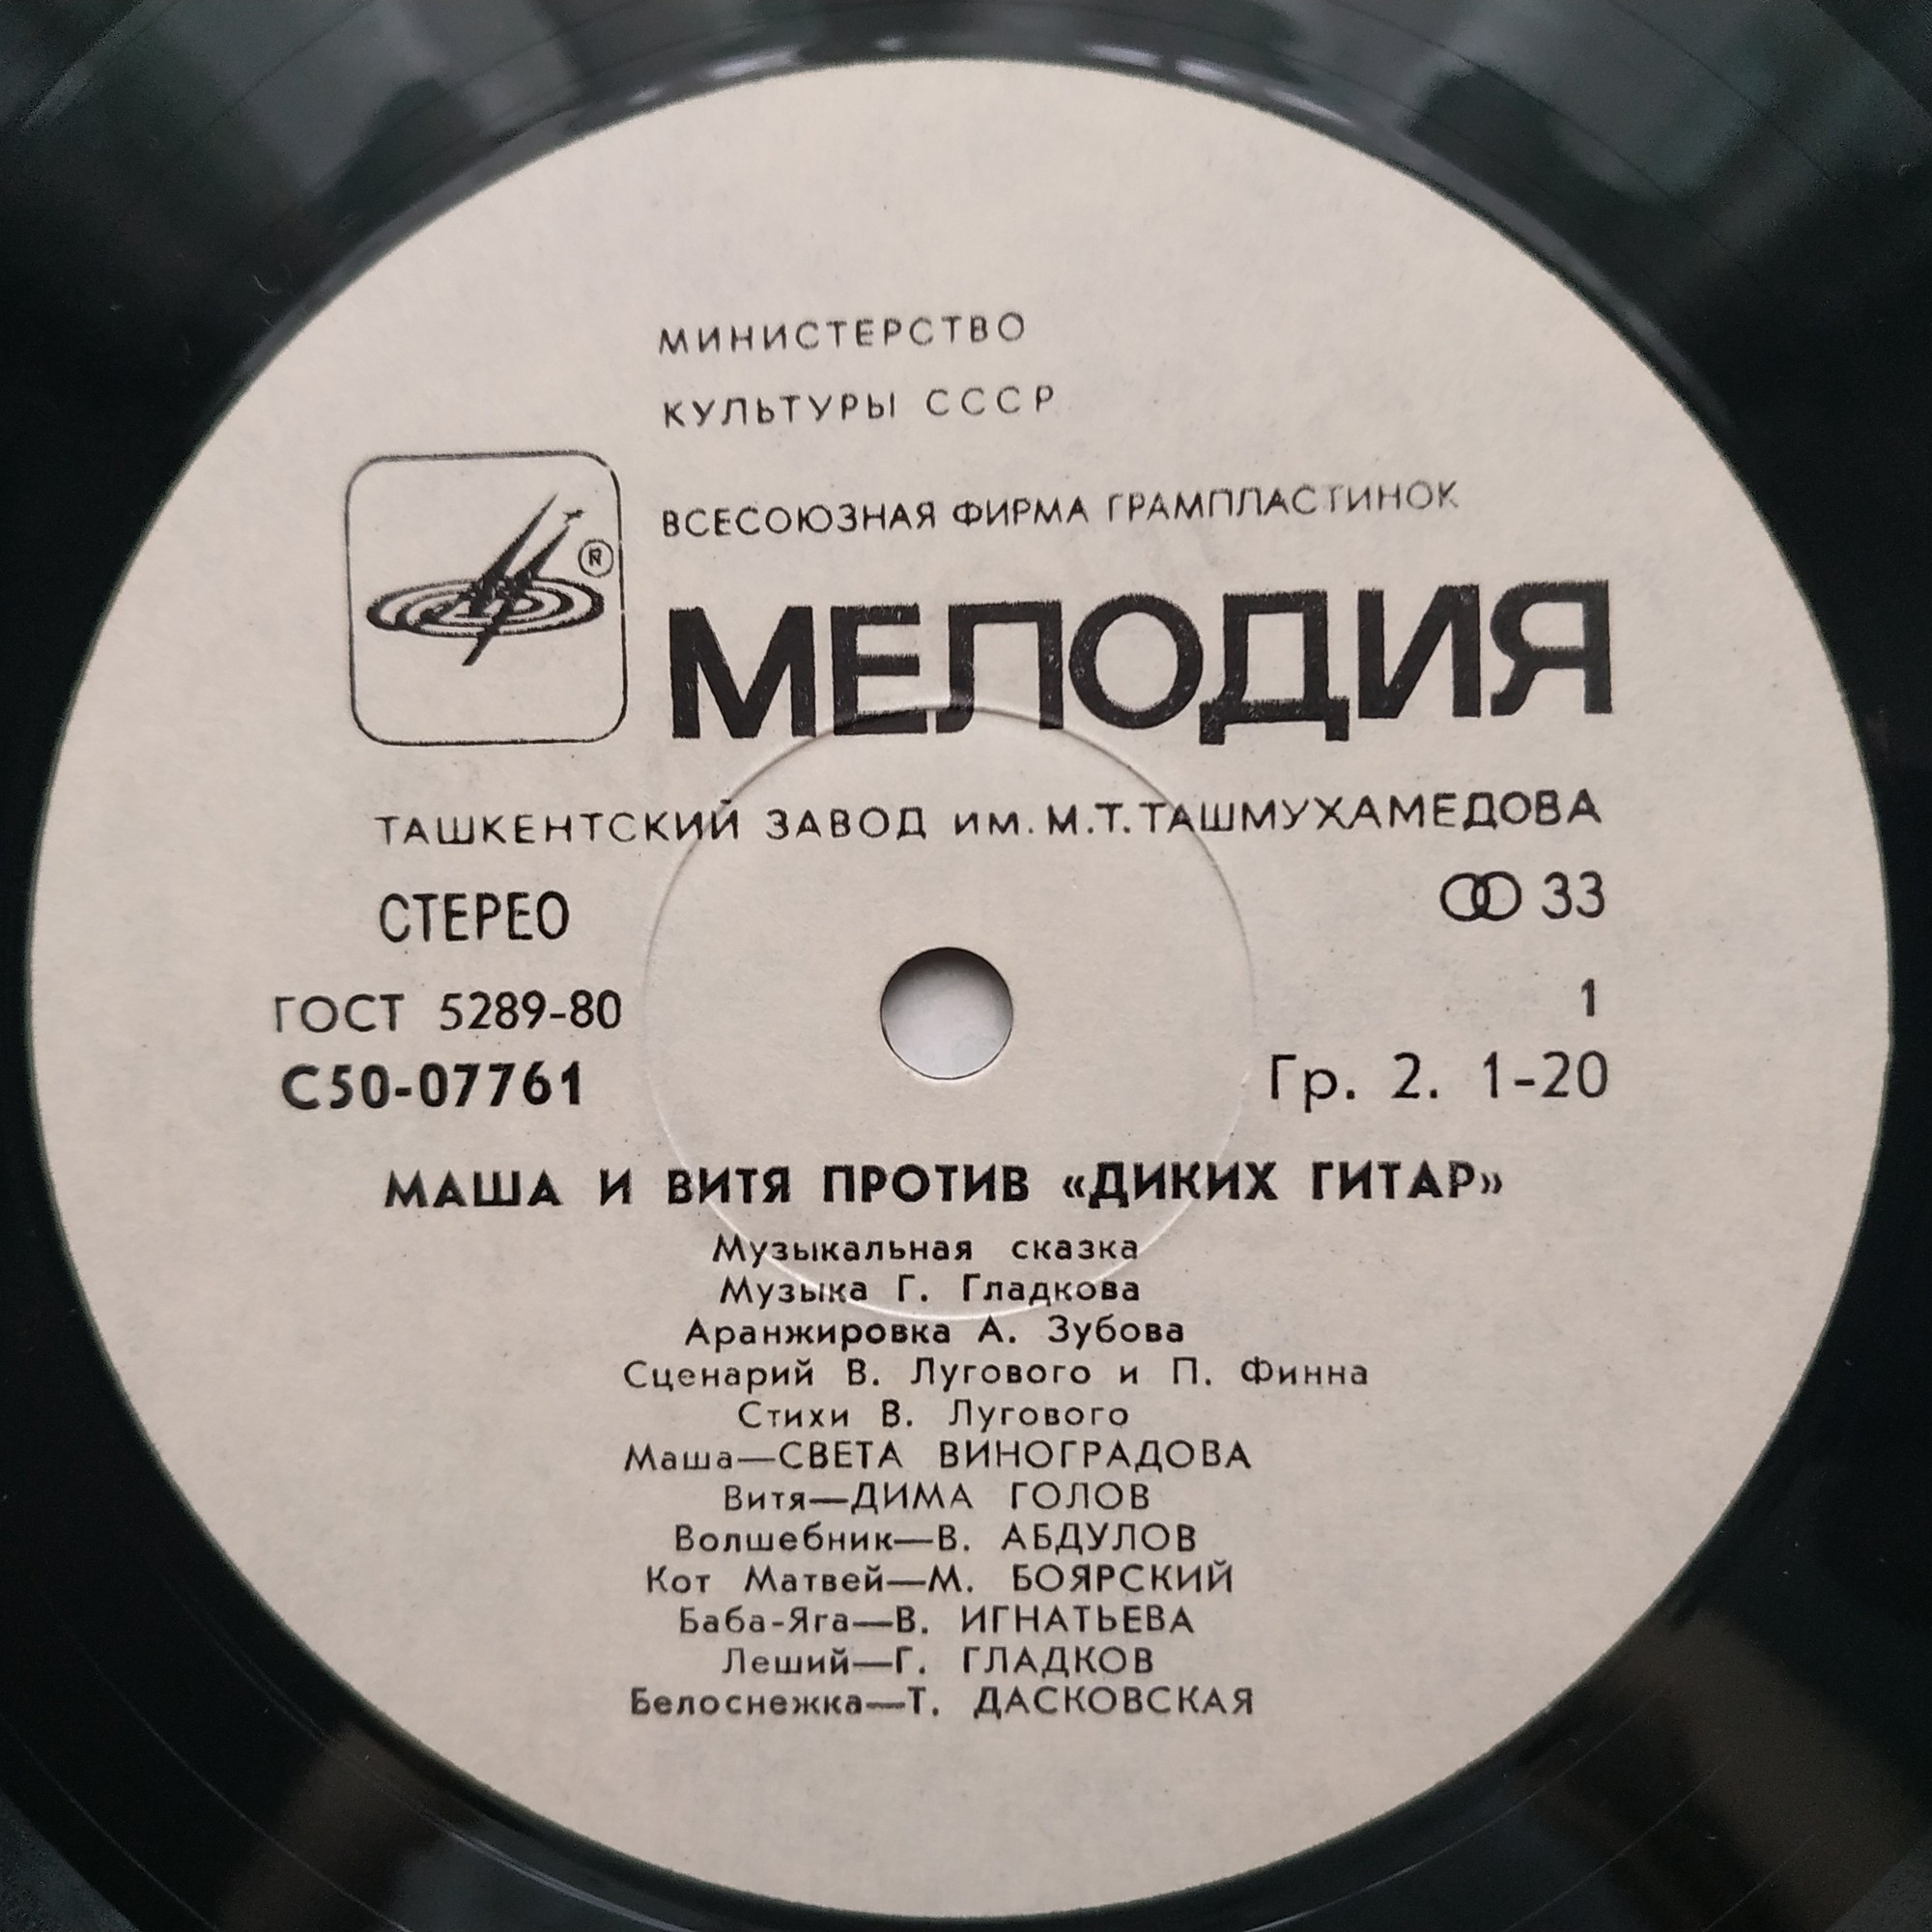 МИНИСТЕРСТВО
КУЛЬТУРЫ СССР
ВСЕСОЮЗНАЯ ФИРМА ГРАМПЛАСТИНОК
®
МЕЛОДИЯ
ТАШКЕНТСКИЙ ЗАВОД ИМ. М.Т. ТАШМУХАМЕДОВА
СТЕРЕО 33
ГОСТ 5289-80 1
С50-07761 Гр. 2. 1-20
МАША И ВИТЯ ПРОТИВ «ДИКИХ ГИТАР»
Музыкальная сказка
Музыка Г. Гладкова
Аранжировка А. Зубова
Сценарий В. Лугового и П. Финна
Стихи В. Лугового
Маша—СВЕТА ВИНОГРАДОВА
Витя—ДИМА ГОЛОВ
Волшебник—В. АБДУЛОВ
Кот Матвей—М. БОЯРСКИЙ
Баба-Яга—В. ИГНАТЬЕВА
Леший—Г. ГЛАДКОВ
Белоснежка—Т. ДАСКОВСКАЯ